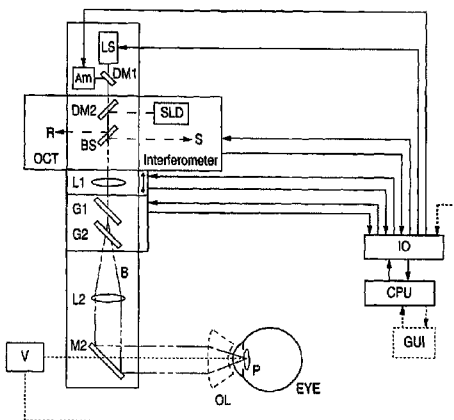 LS
Am
DM1
DM2
SLD
R
BS
S
OCT
Interferometer
L1
G1
G2
IO
B
CPU
L2
GUI
M2
V
P
EYE
OL